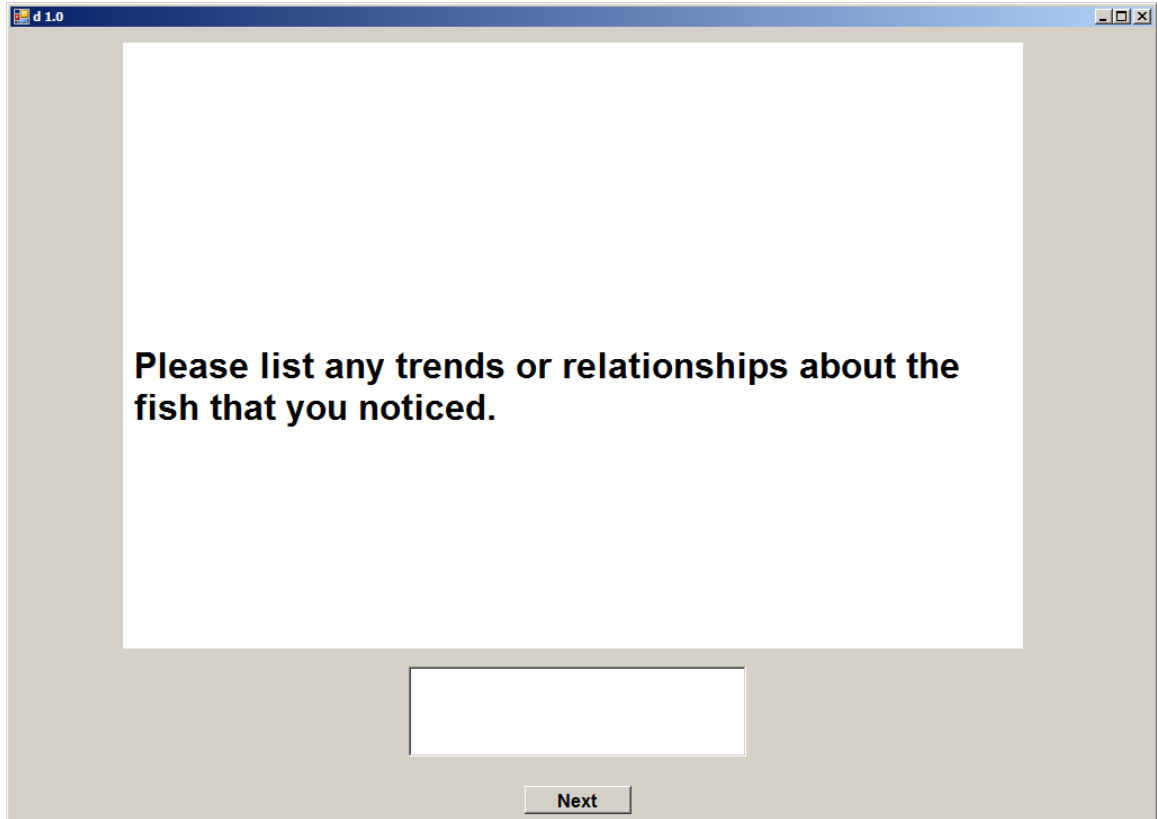 d 1.0
Please list any trends or relationships about the
fish that you noticed.
Next